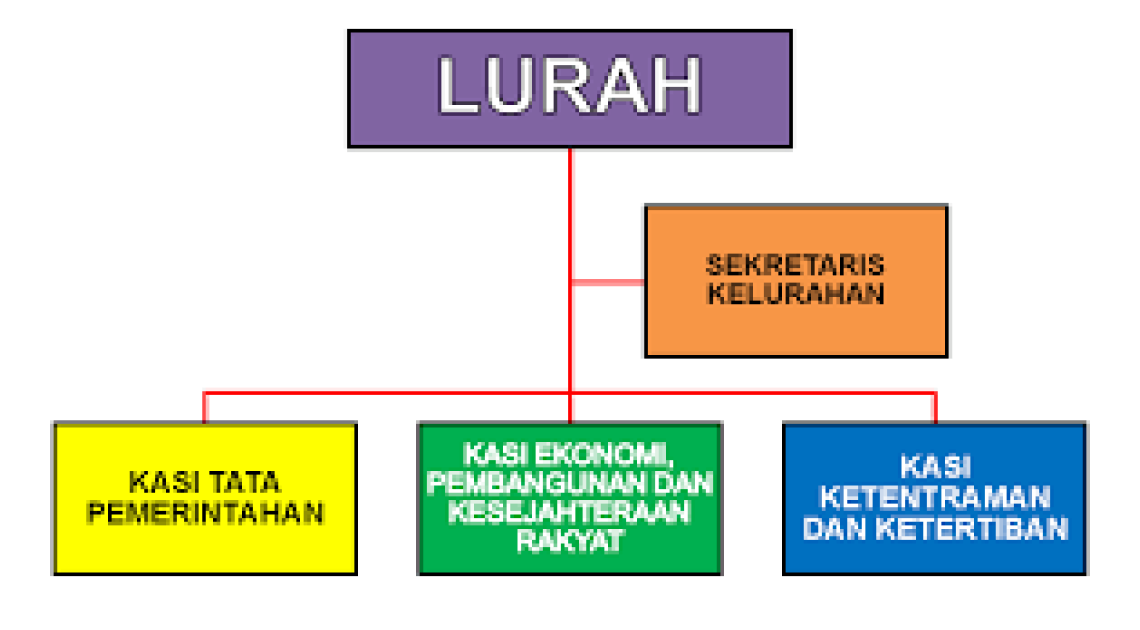 LURAH
SEKRETARIS
KELURAHAN
KASI TATA
PEMERINTAHAN
KASI EKONOMI,
PEMBANGUNAN DAN
KESEJAHTERAAN
RAKYAT
KASI
KETENTRAMAN
DAN KETERTIBAN